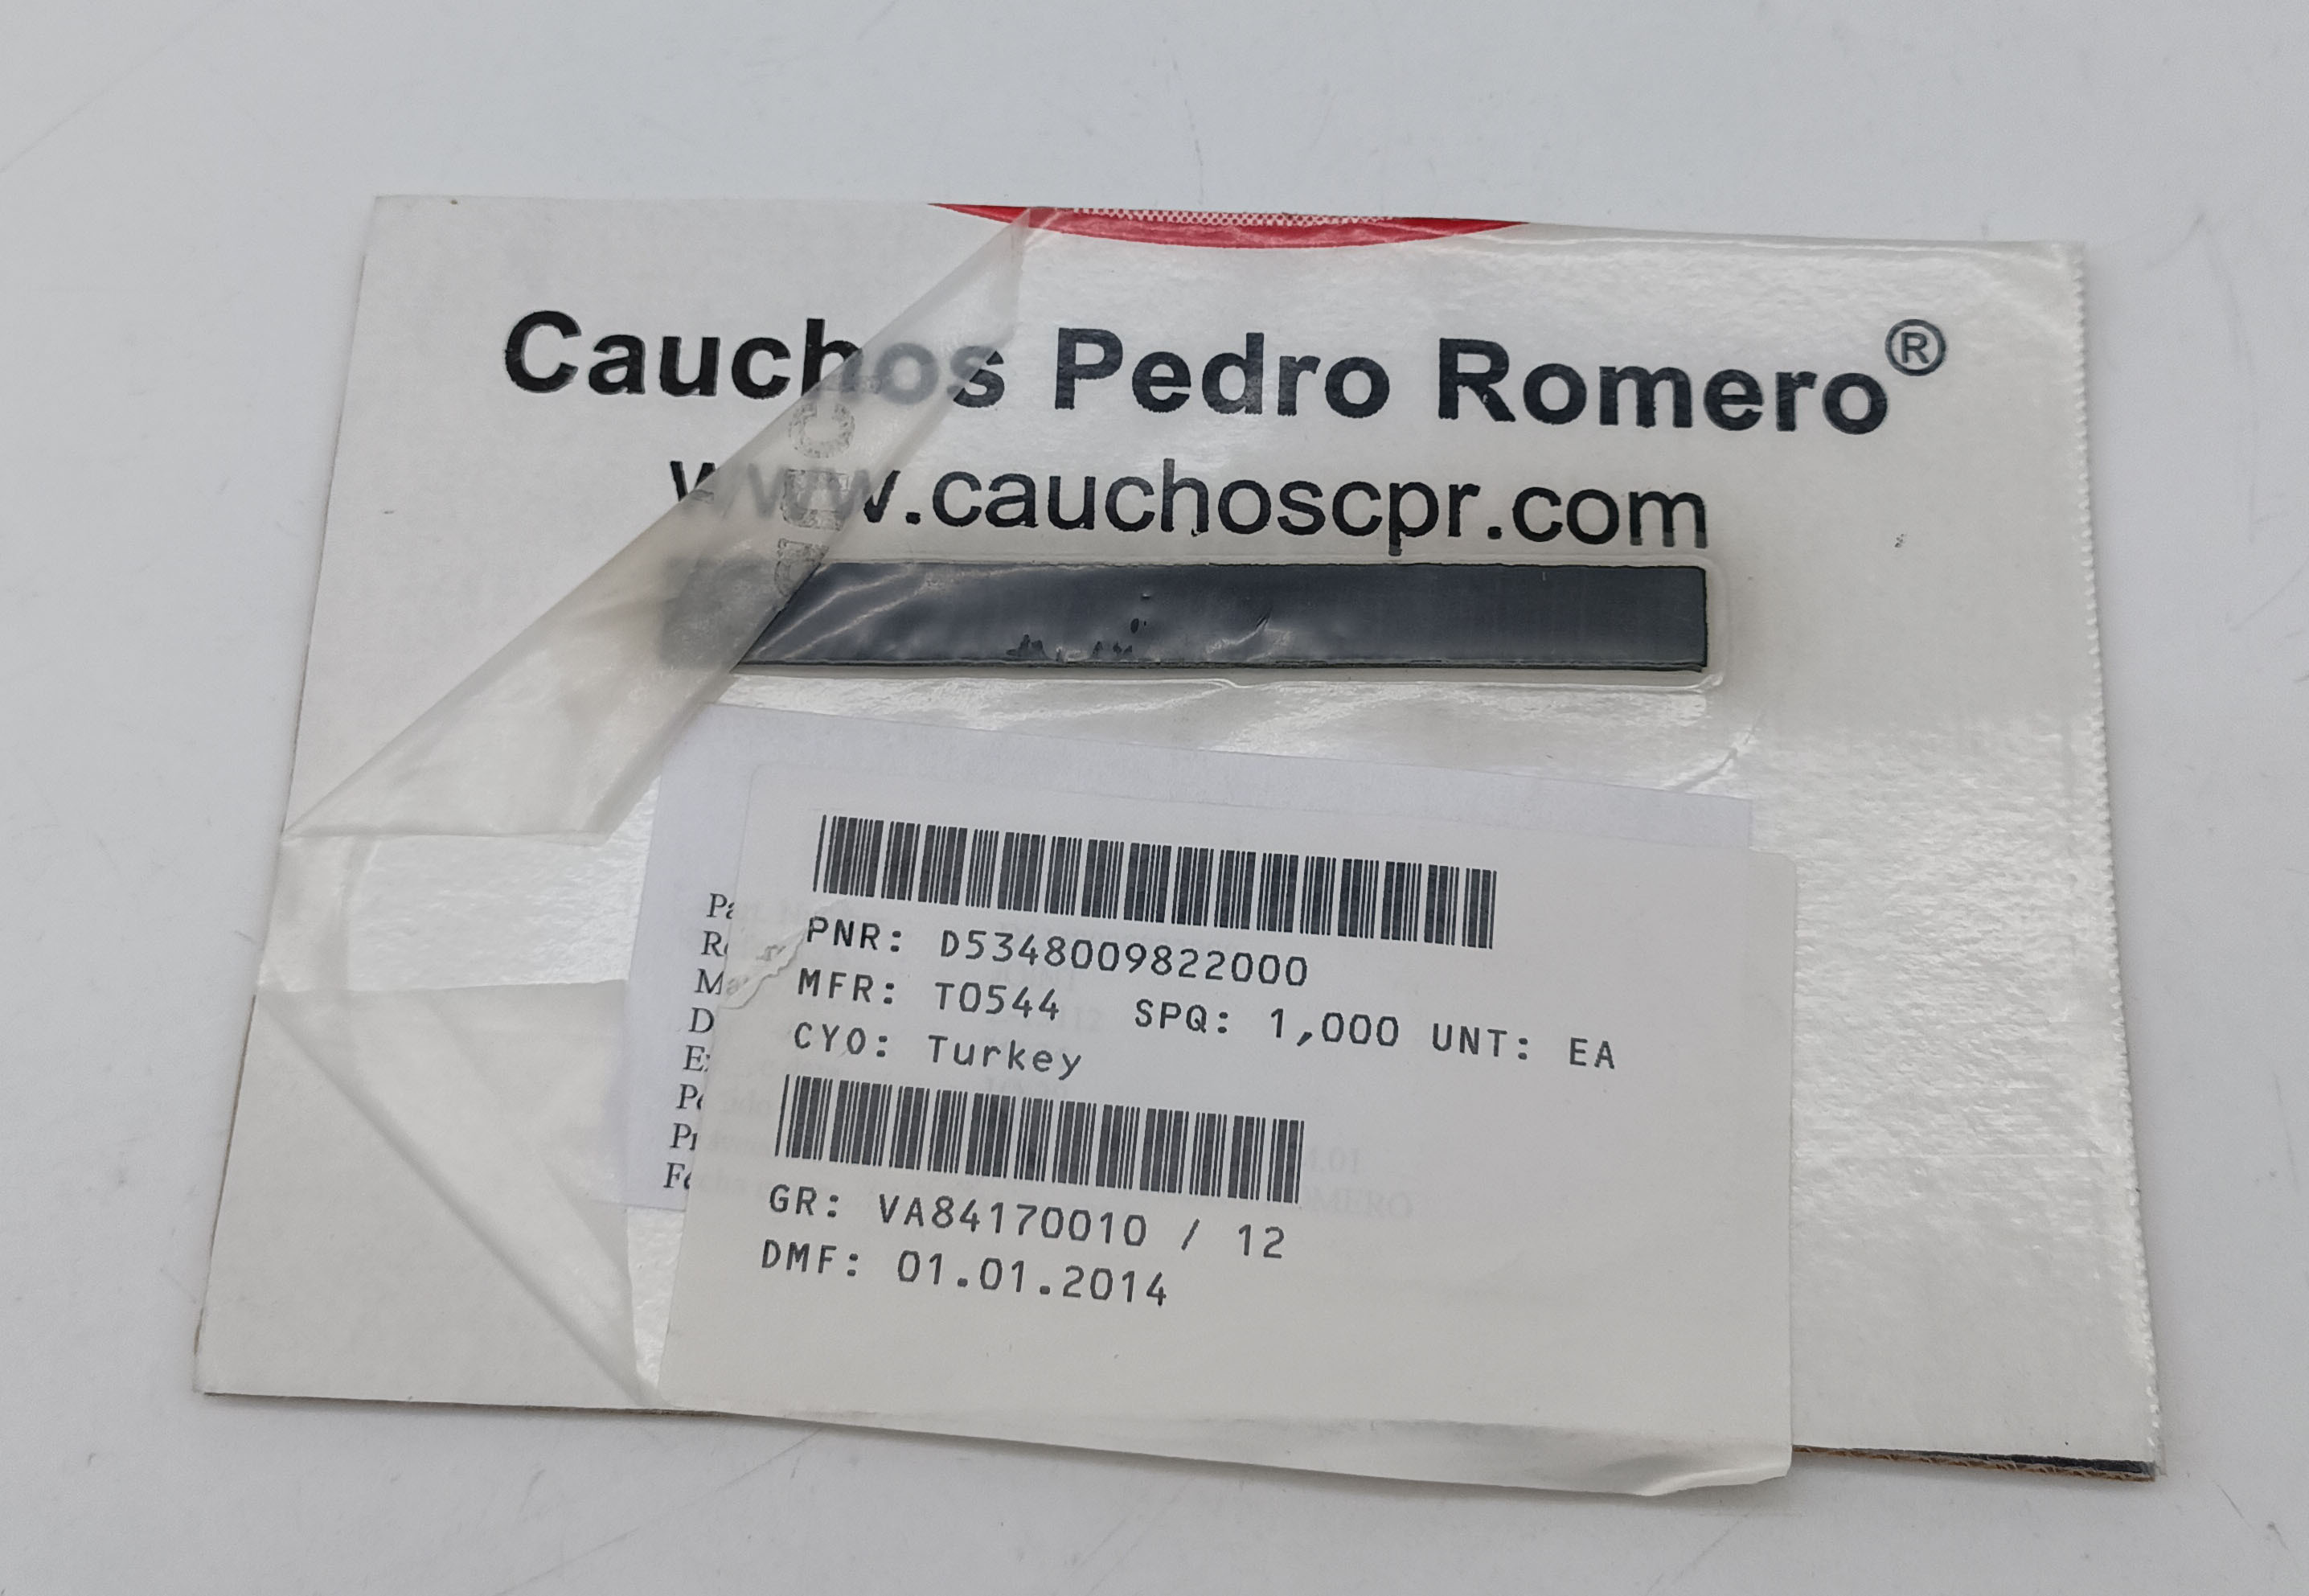 Cauchos Pedro Romero®
www.cauchoscpr.com
PNR: D5348009822000
MFR: T0544 SPQ: 1,000 UNT: EA
CYO: Turkey
GR: VA84170010 / 12
DMF: 01.01.2014